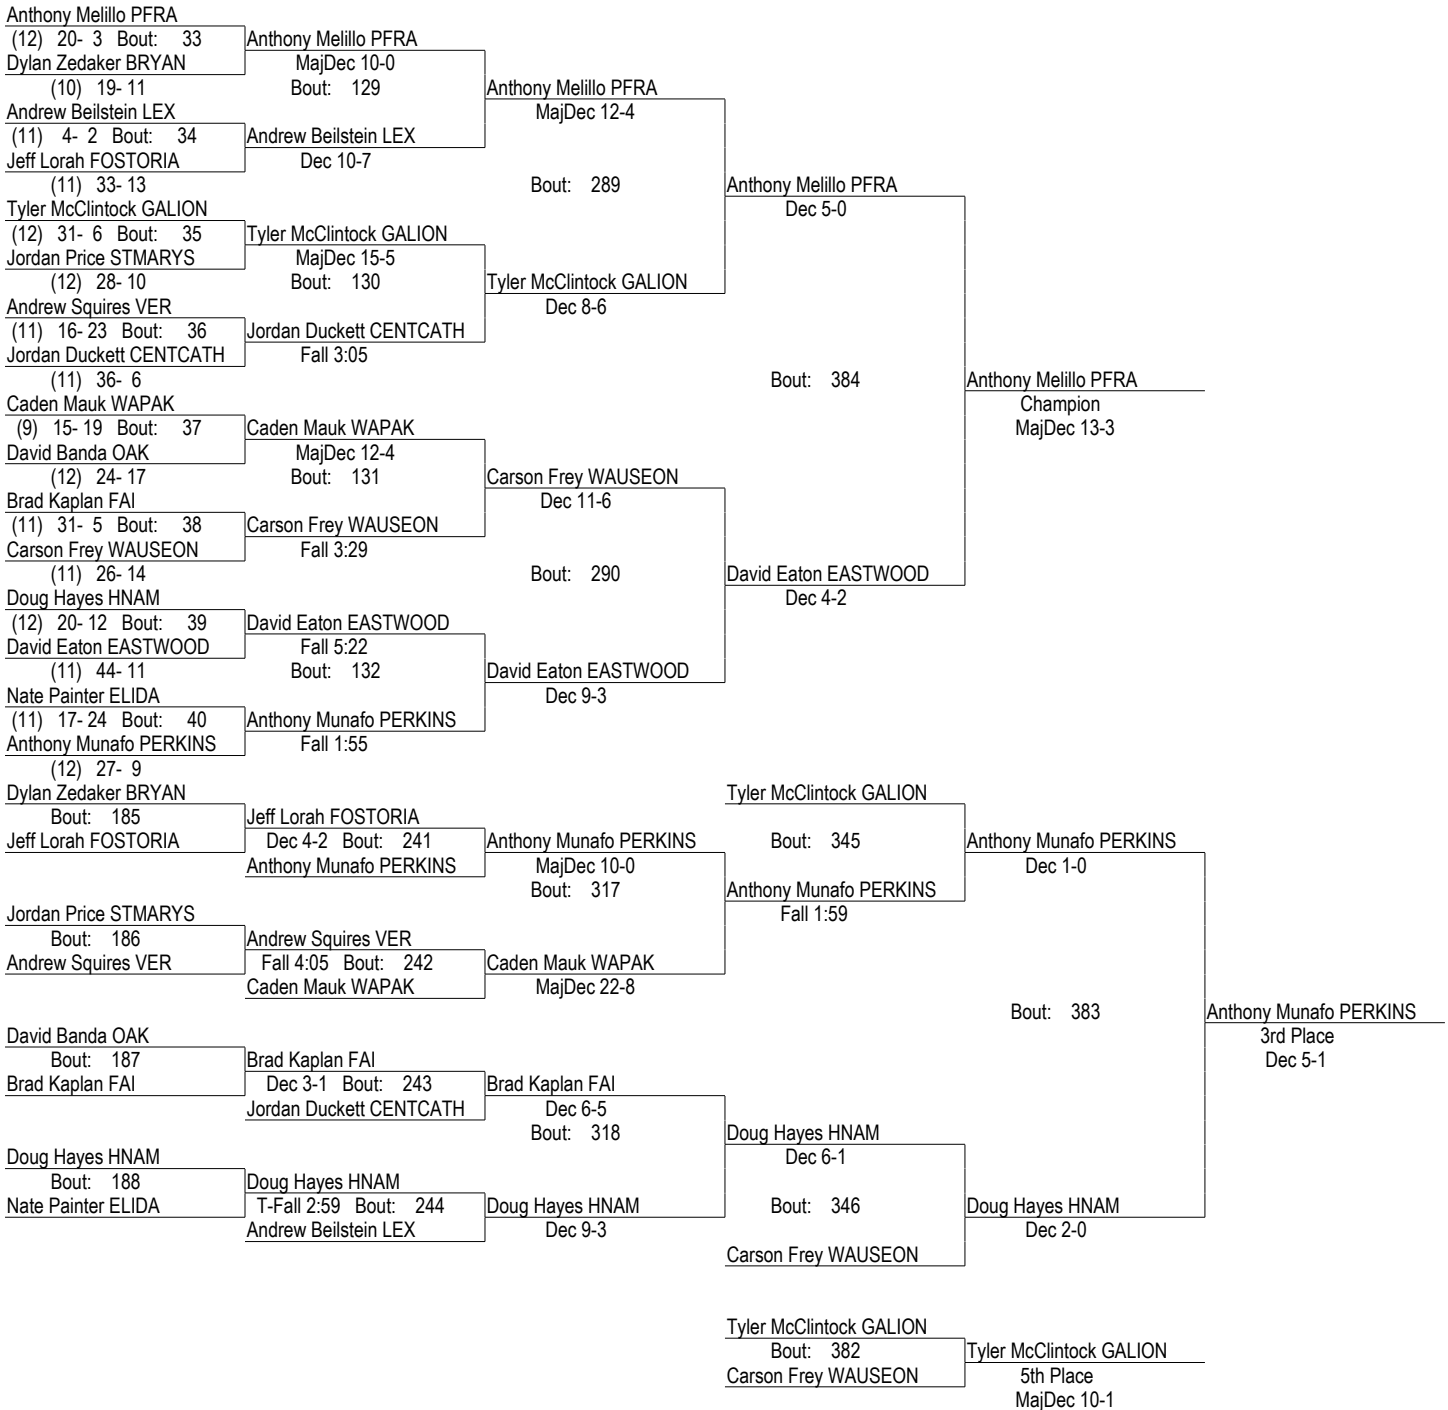 Anthony Melillo PFRA
(12) 20- 3 Bout: 33 Anthony Melillo PFRA
Dylan Zedaker BRYAN MajDec 10-0
(10) 19- 11 Bout: 129 Anthony Melillo PFRA
Andrew Beilstein LEX MajDec 12-4
(11) 4- 2 Bout: 34 Andrew Beilstein LEX
Jeff Lorah FOSTORIA Dec 10-7
(11) 33- 13 Bout: 289 Anthony Melillo PFRA
Tyler McClintock GALION Dec 5-0
(12) 31- 6 Bout: 35 Tyler McClintock GALION
Jordan Price STMARYS MajDec 15-5
(12) 28- 10 Bout: 130 Tyler McClintock GALION
Andrew Squires VER Dec 8-6
(11) 16- 23 Bout: 36 Jordan Duckett CENTCATH
Jordan Duckett CENTCATH Fall 3:05
(11) 36- 6 Bout: 384 Anthony Melillo PFRA
Caden Mauk WAPAK Champion
(9) 15- 19 Bout: 37 Caden Mauk WAPAK MajDec 13-3
David Banda OAK MajDec 12-4
(12) 24- 17 Bout: 131 Carson Frey WAUSEON
Brad Kaplan FAI Dec 11-6
(11) 31- 5 Bout: 38 Carson Frey WAUSEON
Carson Frey WAUSEON Fall 3:29
(11) 26- 14 Bout: 290 David Eaton EASTWOOD
Doug Hayes HNAM Dec 4-2
(12) 20- 12 Bout: 39 David Eaton EASTWOOD
David Eaton EASTWOOD Fall 5:22
(11) 44- 11 Bout: 132 David Eaton EASTWOOD
Nate Painter ELIDA Dec 9-3
(11) 17- 24 Bout: 40 Anthony Munafo PERKINS
Anthony Munafo PERKINS Fall 1:55
(12) 27- 9
Dylan Zedaker BRYAN Tyler McClintock GALION
Bout: 185 Jeff Lorah FOSTORIA
Jeff Lorah FOSTORIA Dec 4-2 Bout: 241 Anthony Munafo PERKINS Bout: 345 Anthony Munafo PERKINS
Anthony Munafo PERKINS MajDec 10-0 Dec 1-0
Bout: 317 Anthony Munafo PERKINS
Jordan Price STMARYS Fall 1:59
Bout: 186 Andrew Squires VER
Andrew Squires VER Fall 4:05 Bout: 242 Caden Mauk WAPAK
Caden Mauk WAPAK MajDec 22-8
Bout: 383 Anthony Munafo PERKINS
David Banda OAK 3rd Place
Bout: 187 Brad Kaplan FAI Dec 5-1
Brad Kaplan FAI Dec 3-1 Bout: 243 Brad Kaplan FAI
Jordan Duckett CENTCATH Dec 6-5
Bout: 318 Doug Hayes HNAM
Doug Hayes HNAM Dec 6-1
Bout: 188 Doug Hayes HNAM
Nate Painter ELIDA T-Fall 2:59 Bout: 244 Doug Hayes HNAM Bout: 346 Doug Hayes HNAM
Andrew Beilstein LEX Dec 9-3 Dec 2-0
Carson Frey WAUSEON
Tyler McClintock GALION
Bout: 382 Tyler McClintock GALION
Carson Frey WAUSEON 5th Place
MajDec 10-1